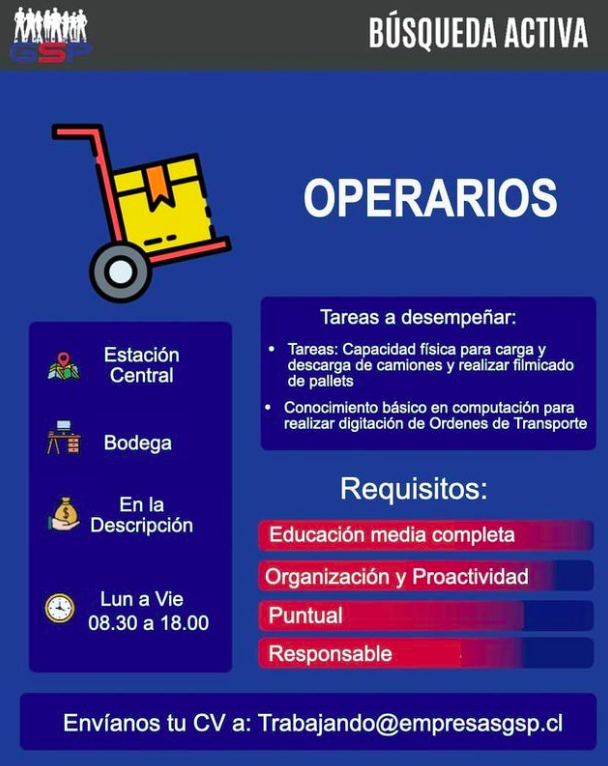 GSP
BÚSQUEDA ACTIVA
OPERARIOS
Estación
Central
Bodega
En la
Descripción
Lun a Vie
08.30 a 18.00
Tareas a desempeñar:
• Tareas: Capacidad física para carga y
descarga de camiones y realizar filmicado
de pallets
• Conocimiento básico en computación para
realizar digitación de Ordenes de Transporte
Requisitos:
Educación media completa
Organización y Proactividad
Puntual
Responsable
Envíanos tu CV a: Trabajando@empresasgsp.cl